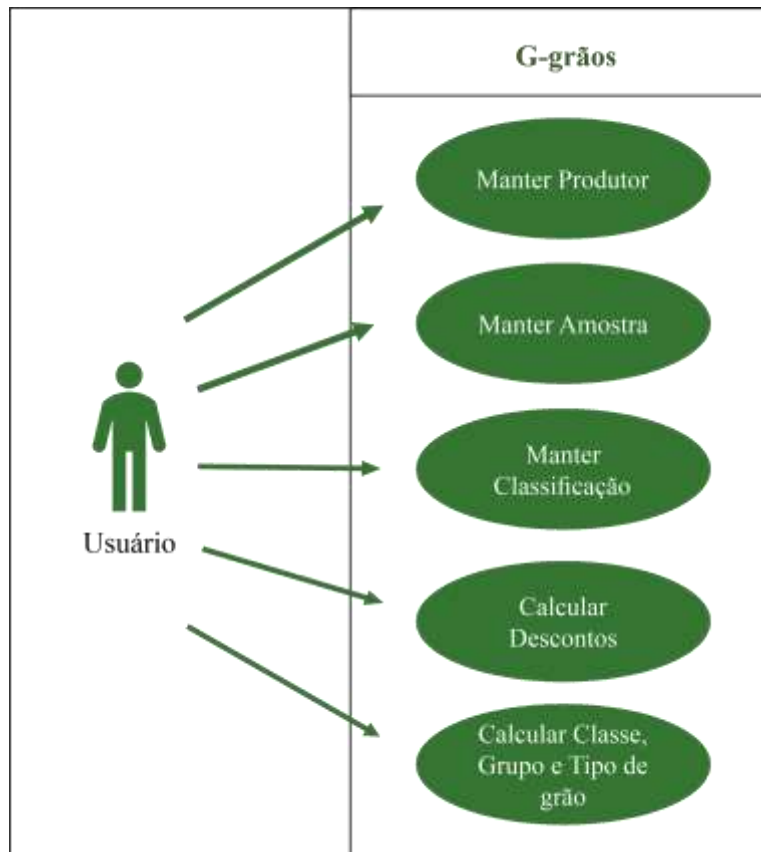 G-grãos
Manter Produtor
Manter Amostra
Manter
Classificação
Usuário
Calcular
Descontos
Calcular Classe,
Grupo e Tipo de
grão